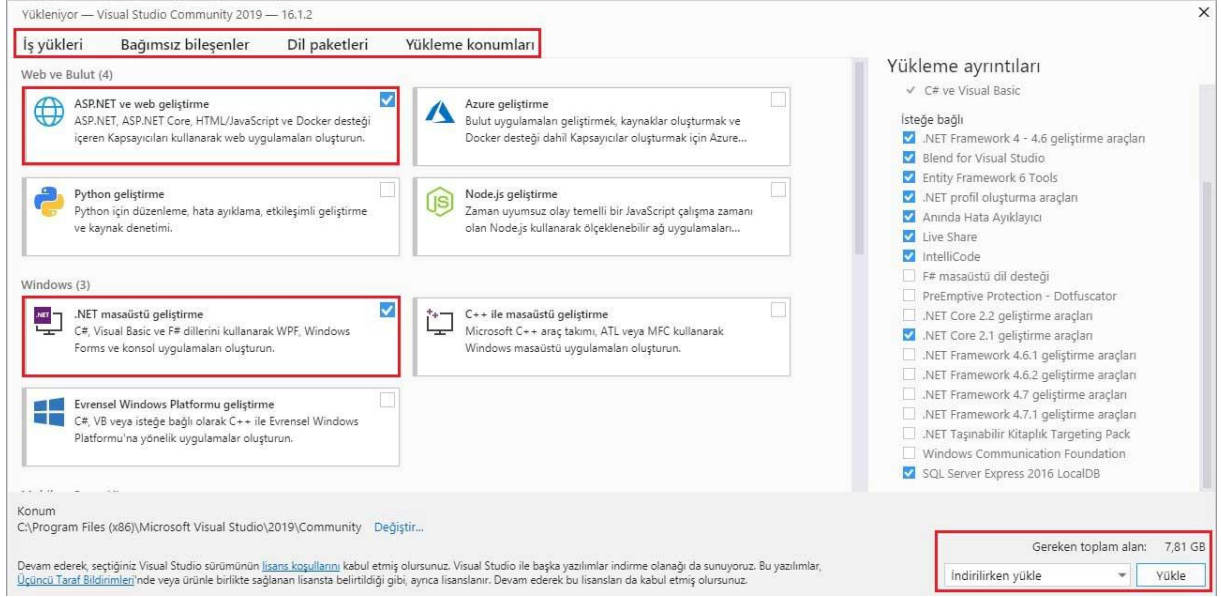 Yükleniyor — Visual Studio Community 2019 — 16.1.2
İş yükleri Bağımsız bileşenler Dil paketleri Yükleme konumları
Web ve Bulut (4)
ASP.NET ve web geliştirme
ASP.NET, ASP.NET Core, HTML/JavaScript ve Docker desteği
içeren Kapsayıcıları kullanarak web uygulamaları oluşturun.
Azure geliştirme
Bulut uygulamaları geliştirmek, kaynaklar oluşturmak ve
Docker desteği dahil Kapsayıcılar oluşturmak için Azure...
Python geliştirme
Python için düzenleme, hata ayıklama, etkileşimli geliştirme
ve kaynak denetimi.
JS
Node.js geliştirme
Zaman uyumsuz olay temelli bir JavaScript çalışma zamanı
olan Node.js kullanarak ölçeklenebilir ağ uygulamaları...
Windows (3)
.NET
.NET masaüstü geliştirme
C#, Visual Basic ve F# dillerini kullanarak WPF, Windows
Forms ve konsol uygulamaları oluşturun.
C++ ile masaüstü geliştirme
Microsoft C++ araç takımı, ATL veya MFC kullanarak
Windows masaüstü uygulamaları oluşturun.
Evrensel Windows Platformu geliştirme
C#, VB veya isteğe bağlı olarak C++ ile Evrensel Windows
Platformu'na yönelik uygulamalar oluşturun.
Yükleme ayrıntıları
C# ve Visual Basic
İsteğe bağlı
.NET Framework 4 - 4.6 geliştirme araçları
Blend for Visual Studio
Entity Framework 6 Tools
.NET profil oluşturma araçları
Anında Hata Ayıklayıcı
Live Share
IntelliCode
F# masaüstü dil desteği
PreEmptive Protection - Dotfuscator
.NET Core 2.2 geliştirme araçları
.NET Core 2.1 geliştirme araçları
.NET Framework 4.6.1 geliştirme araçları
.NET Framework 4.6.2 geliştirme araçları
.NET Framework 4.7 geliştirme araçları
.NET Framework 4.7.1 geliştirme araçları
.NET Taşınabilir Kitaplık Targeting Pack
Windows Communication Foundation
SQL Server Express 2016 LocalDB
Konum
C:\Program Files (x86)\Microsoft Visual Studio\2019\Community Değiştir...
Devam ederek, seçtiğiniz Visual Studio sürümünün lisans koşullarını kabul etmiş olursunuz. Visual Studio ile başka yazılımlar indirme olanağı da sunuyoruz. Bu yazılımlar,
Üçüncü Taraf Bildirimleri'nde veya ürünle birlikte sağlanan lisansta belirtildiği gibi, ayrıca lisanslanır. Devam ederek bu lisansları da kabul etmiş olursunuz.
Gereken toplam alan: 7,81 GB
İndirilirken yükle Yükle